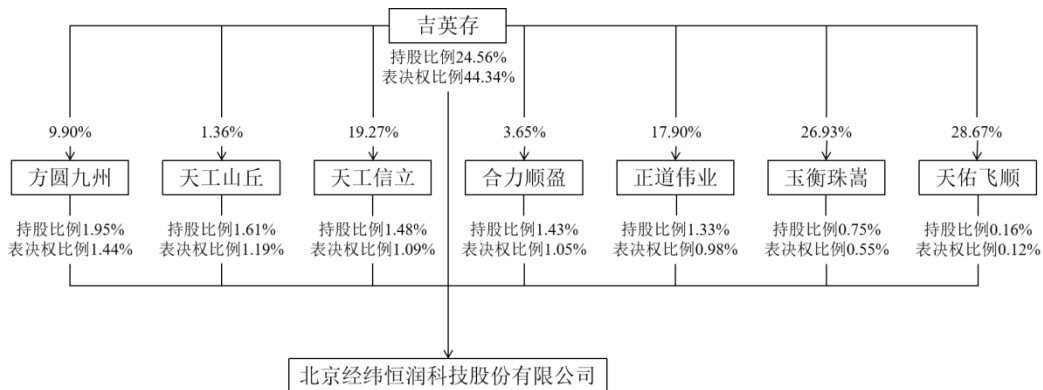 吉英存
持股比例24.56%
表决权比例44.34%
9.90%
1.36%
19.27%
3.65%
17.90%
26.93%
28.67%
方圆九州
天工山丘
天工信立
合力顺盈
正道伟业
玉衡珠嵩
天佑飞顺
持股比例1.95%
表决权比例1.44%
持股比例1.61%
表决权比例1.19%
持股比例1.48%
表决权比例1.09%
持股比例1.43%
表决权比例1.05%
持股比例1.33%
表决权比例0.98%
持股比例0.75%
表决权比例0.55%
持股比例0.16%
表决权比例0.12%
北京经纬恒润科技股份有限公司